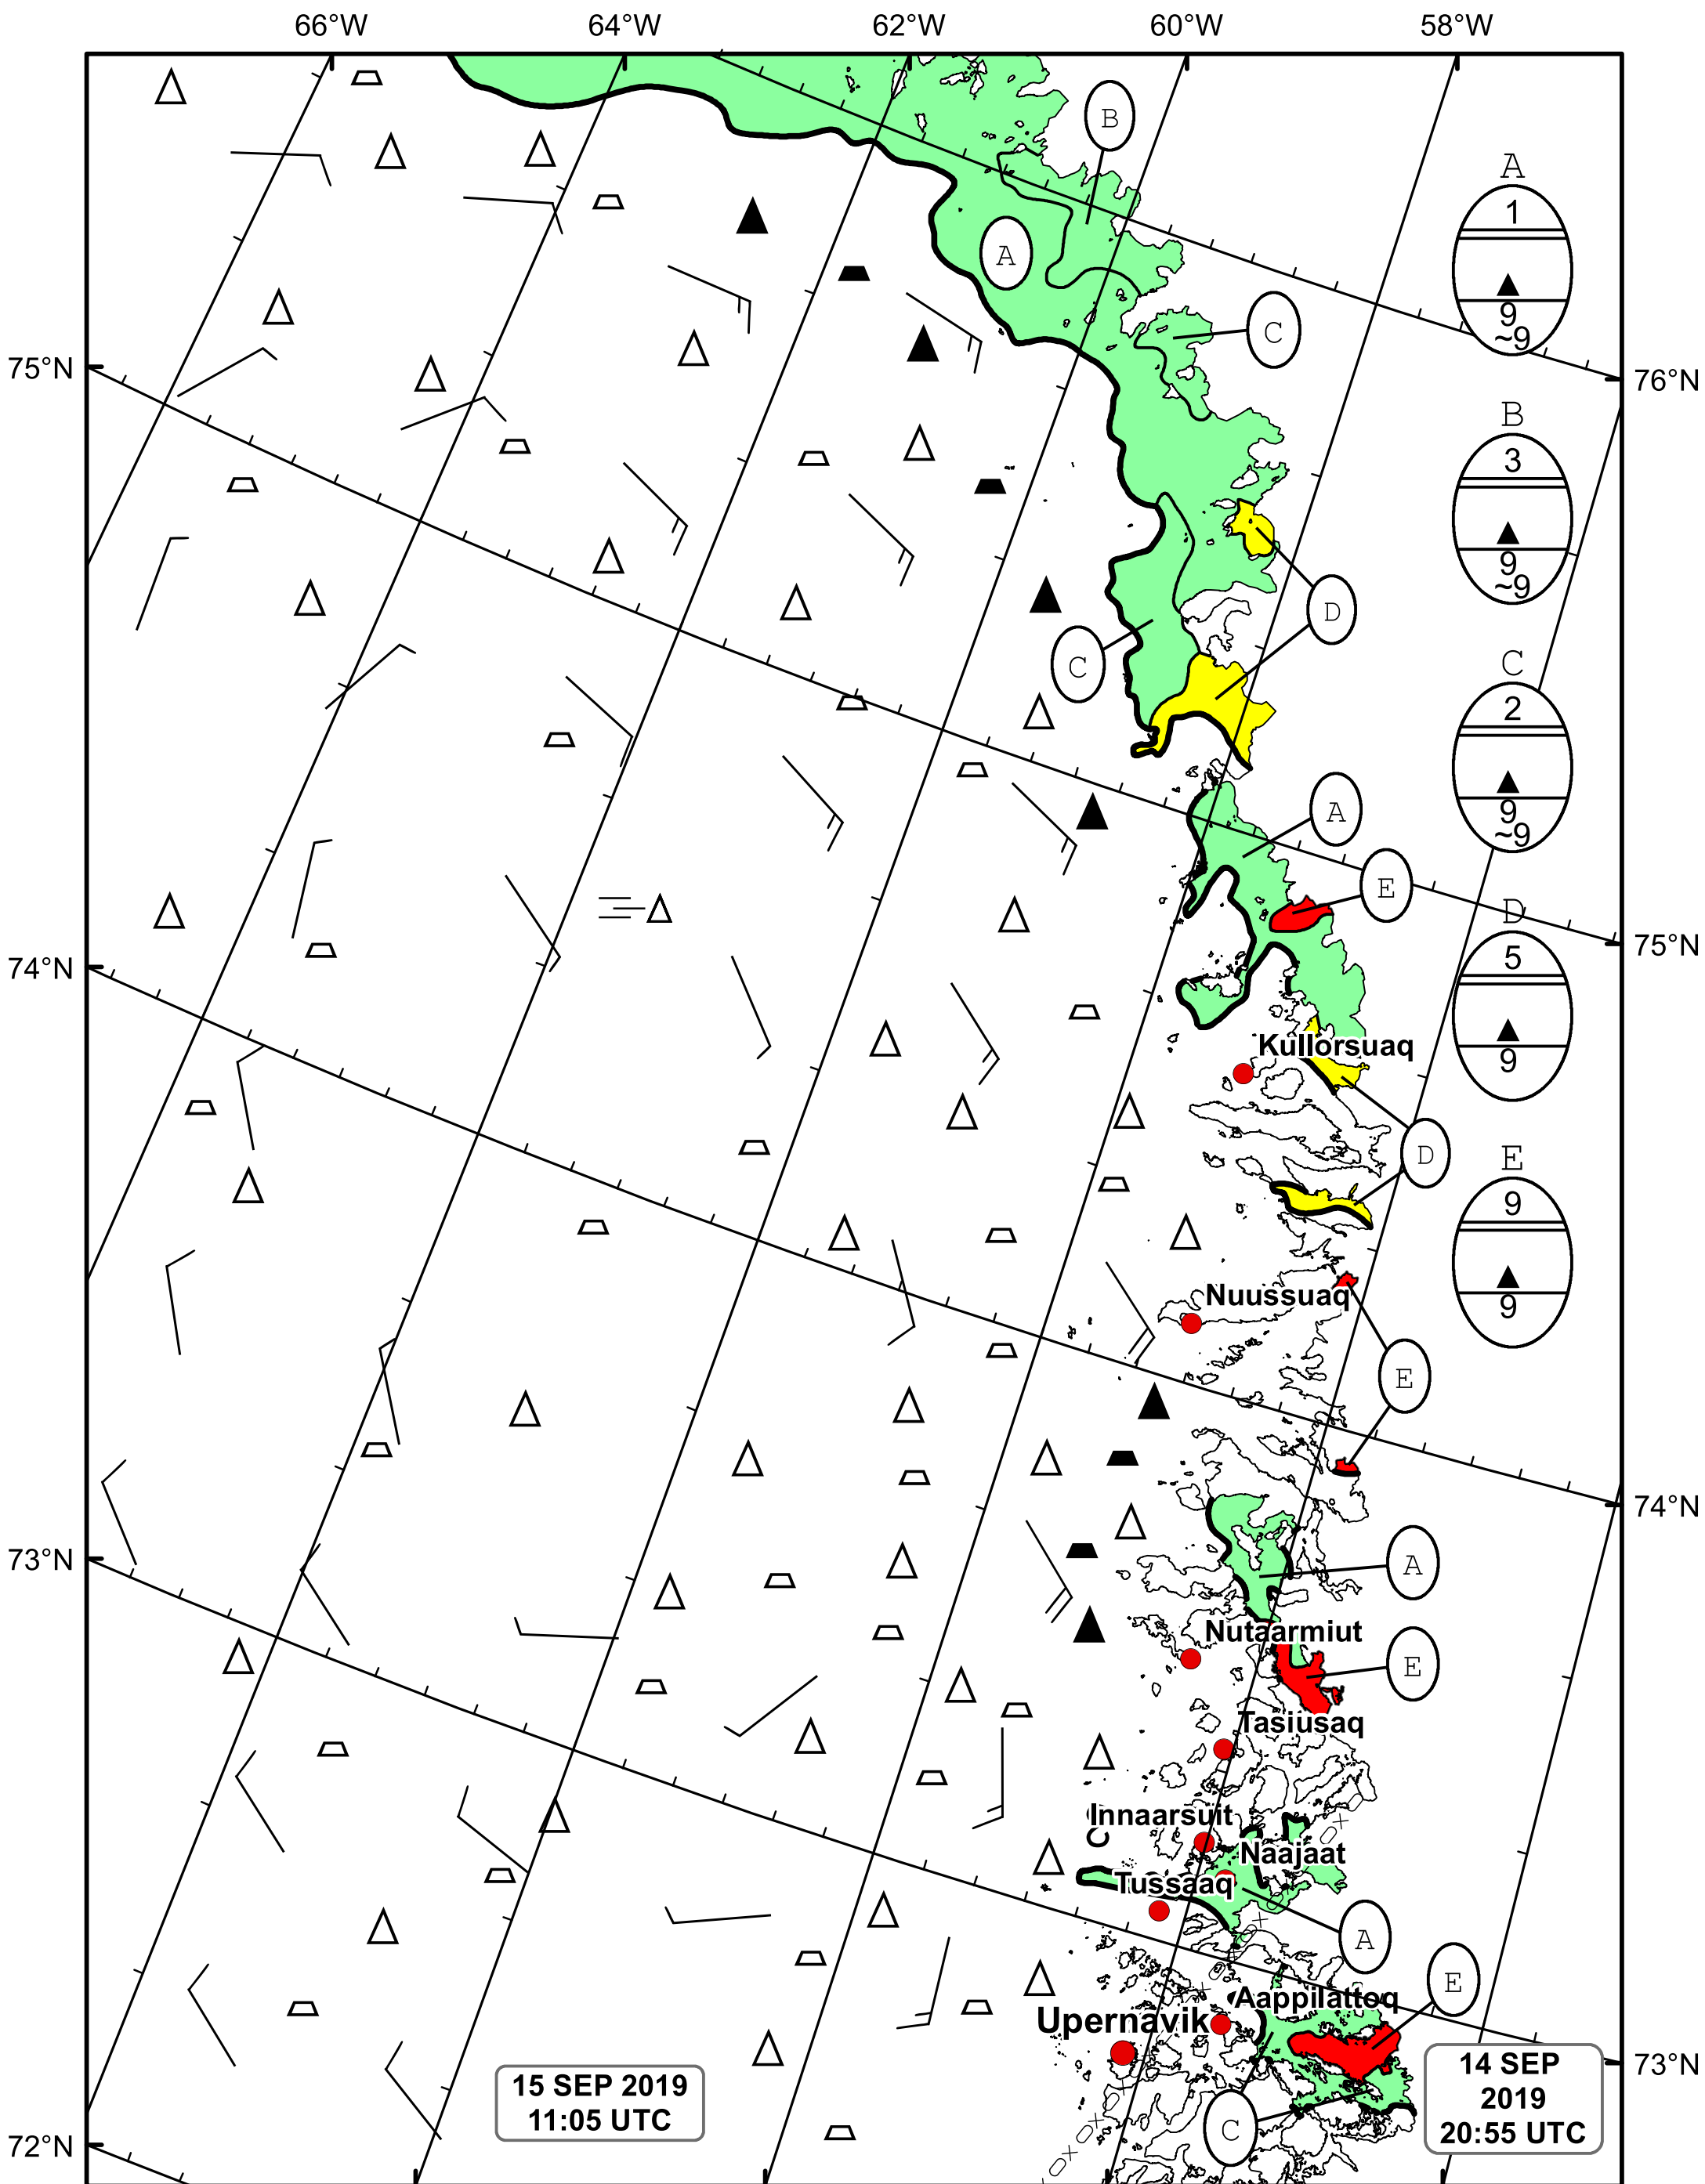 66°W 64°W 62°W 60°W 58°W
B
A
1
9
~9
A
C
75°N
76°N
B
3
9
~9
D
C
C
2
9
~9
A
E
D
5
9
74°N
75°N
Kullorsuaq
D
E
9
9
Nuussuaq
E
74°N
73°N
A
Nutaarmiut
E
Tasiusaq
Innaarsuit
Naajaat
Tussaaq
A
E
Aappilattoq
Upernavik
73°N
15 SEP 2019
11:05 UTC
14 SEP
2019
20:55 UTC
C
72°N